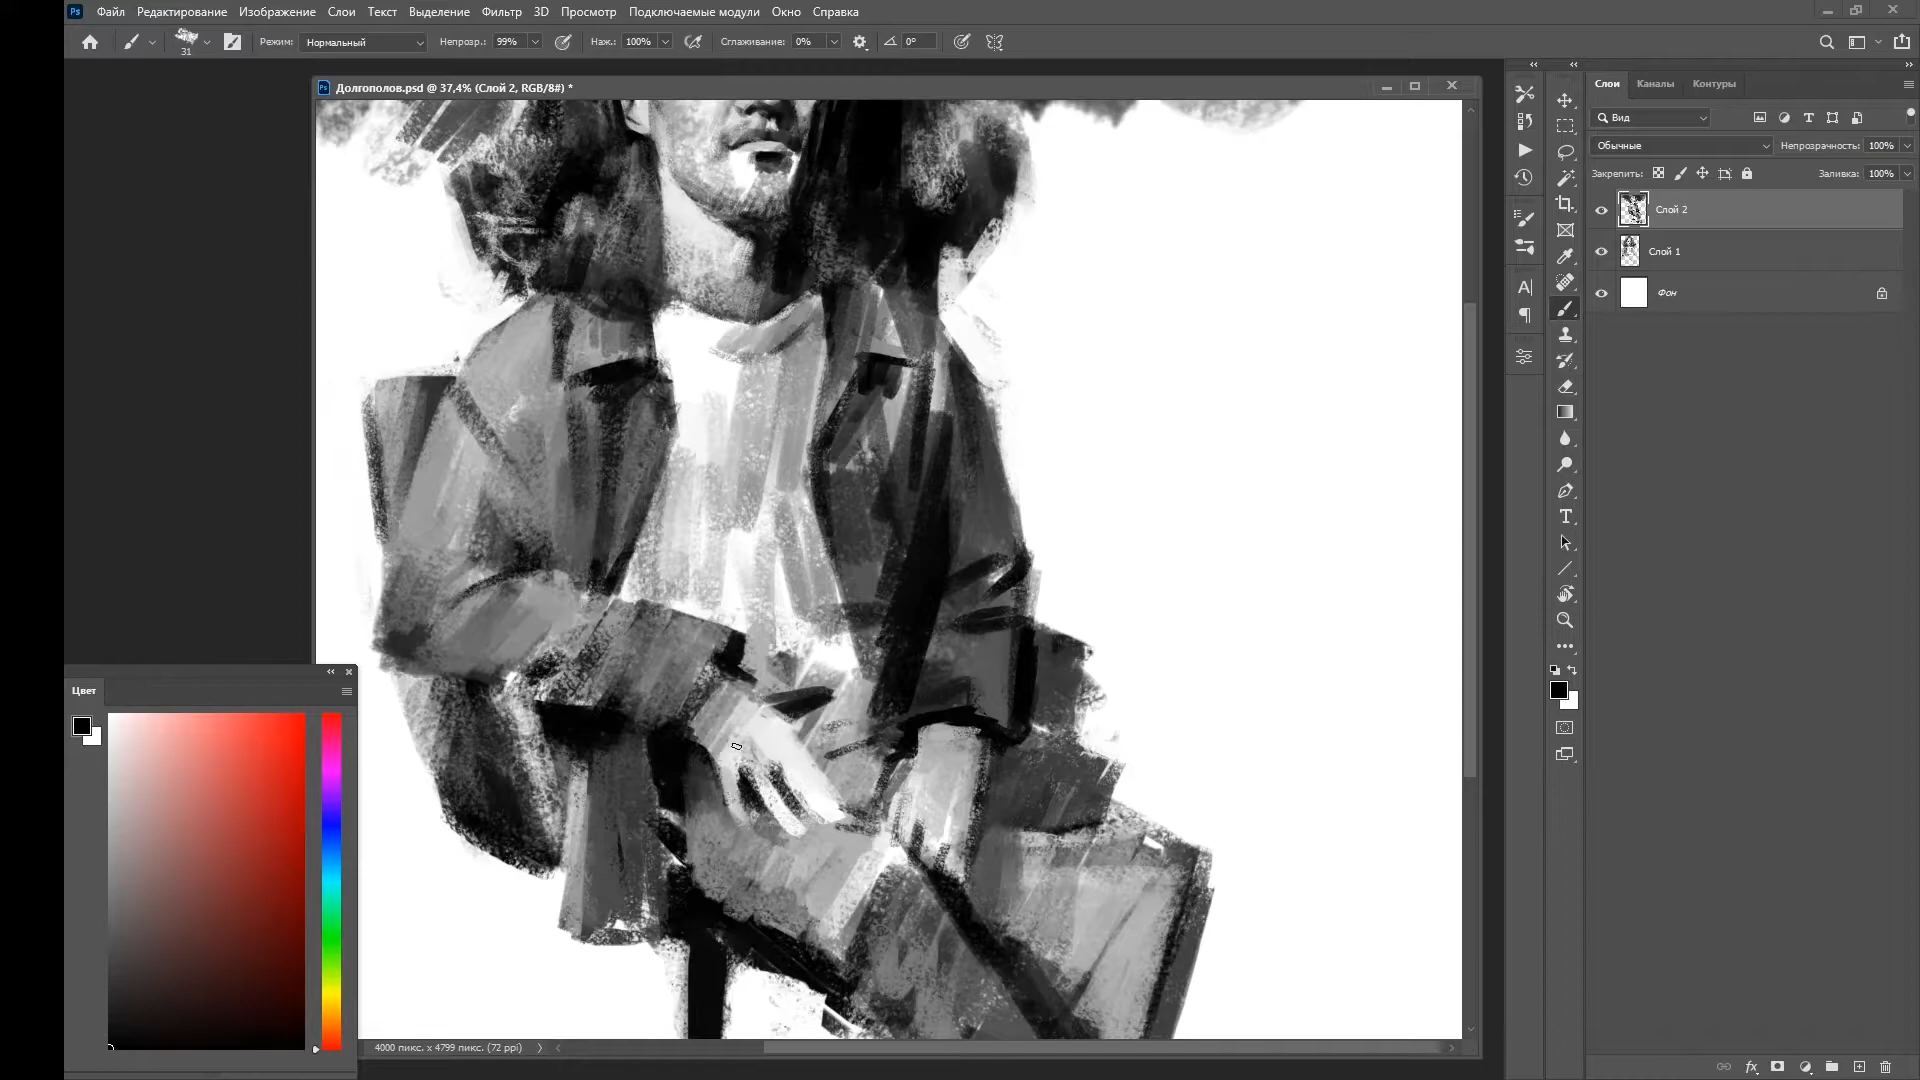 Ps Файл Редактирование Изображение Слои Текст Выделение Фильтр 3D Просмотр Подключаемые модули Окно Справка
31 Режим: Нормальный Непрозр.: 99% Наж.: 100% Сглаживание: 0% 0°
Долгополов.psd @ 37,4% (Слой 2, RGB/8#) *
Слои Каналы Контуры
Вид
Обычные Непрозрачность: 100%
Закрепить: Заливка: 100%
Слой 2
Слой 1
Фон
Цвет
4000 пикс. x 4799 пикс. (72 ppi)